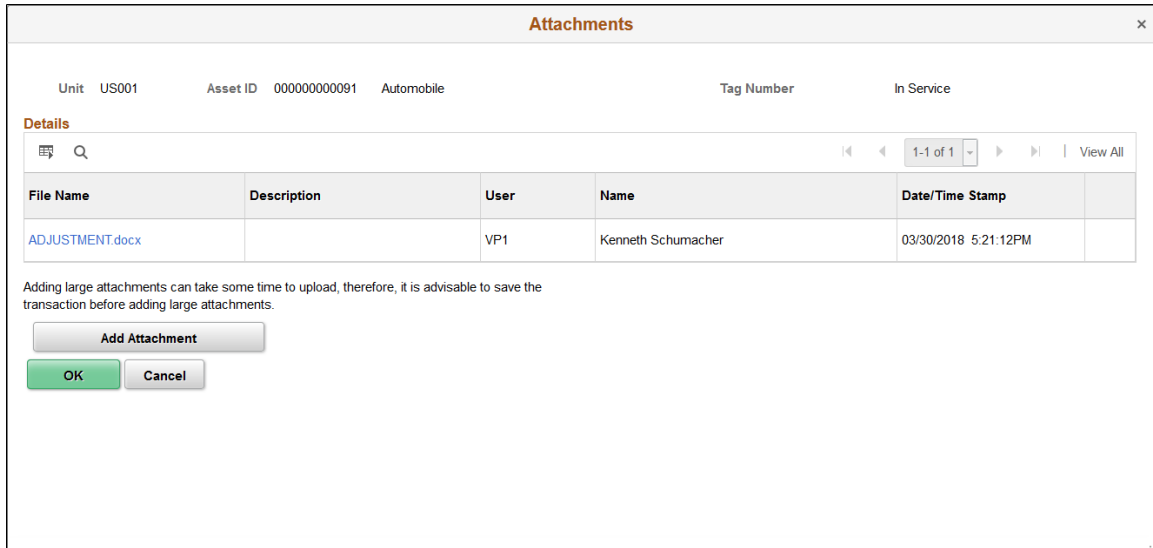 Attachments ×
Unit US001 Asset ID 000000000091 Automobile Tag Number In Service
Details
1-1 of 1 | View All
File Name Description User Name Date/Time Stamp
ADJUSTMENT.docx VP1 Kenneth Schumacher 03/30/2018 5:21:12PM
Adding large attachments can take some time to upload, therefore, it is advisable to save the
transaction before adding large attachments.
Add Attachment
OK Cancel